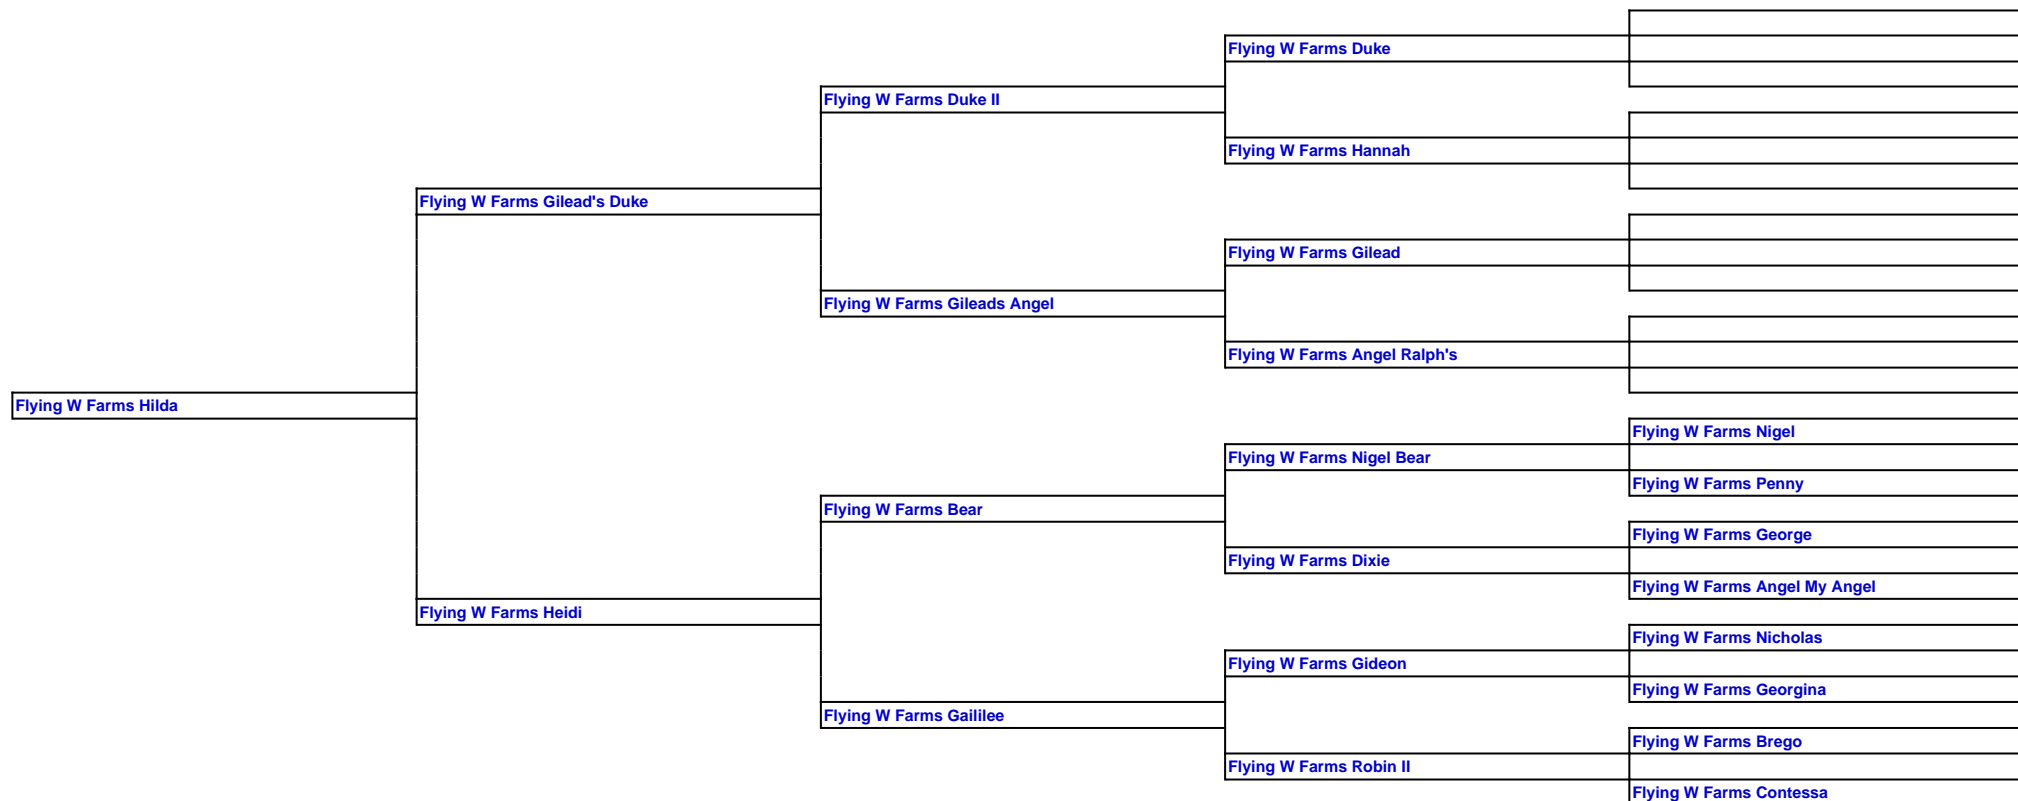 Flying W Farms Duke
Flying W Farms Duke II
Flying W Farms Hannah
Flying W Farms Gilead's Duke
Flying W Farms Gilead
Flying W Farms Gileads Angel
Flying W Farms Angel Ralph's
Flying W Farms Hilda
Flying W Farms Nigel
Flying W Farms Nigel Bear
Flying W Farms Penny
Flying W Farms Bear
Flying W Farms George
Flying W Farms Dixie
Flying W Farms Angel My Angel
Flying W Farms Heidi
Flying W Farms Nicholas
Flying W Farms Gideon
Flying W Farms Georgina
Flying W Farms Gaililee
Flying W Farms Brego
Flying W Farms Robin II
Flying W Farms Contessa